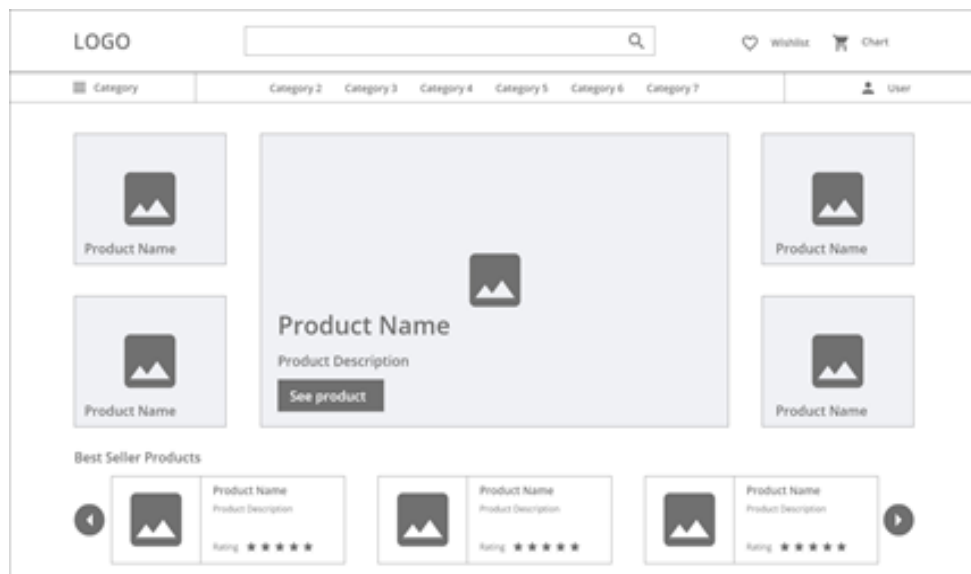 LOGO
Wishlist
Chart
Category
Category 2
Category 3
Category 4
Category 5
Category 6
Category 7
User
Product Name
Product Name
Product Name
Product Description
See product
Product Name
Product Name
Best Seller Products
Product Name
Product Description
Rating
Product Name
Product Description
Rating
Product Name
Product Description
Rating